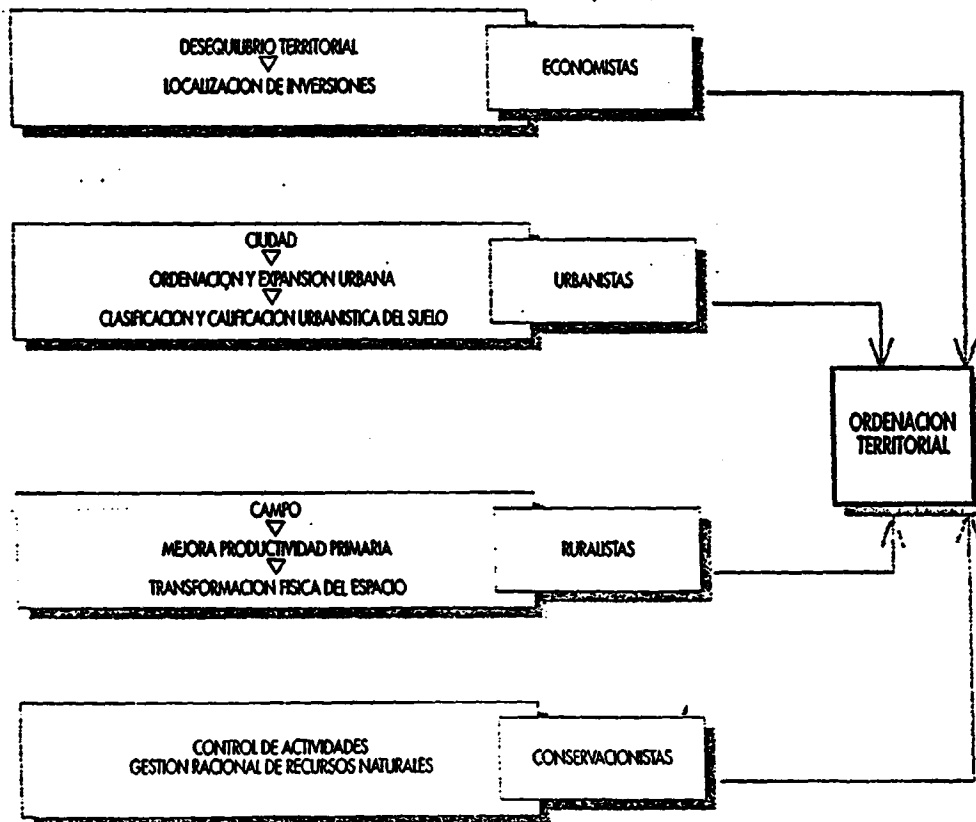 DESEQUILIBRIO TERRITORIAL
LOCALIZACION DE INVERSIONES
ECONOMISTAS
CIUDAD
ORDENACION Y EXPANSION URBANA
CLASIFICACION Y CALIFICACION URBANISTICA DEL SUELO
URBANISTAS
ORDENACION
TERRITORIAL
CAMPO
MEJORA PRODUCTIVIDAD PRIMARIA
TRANSFORMACION FISICA DEL ESPACIO
RURALISTAS
CONTROL DE ACTIVIDADES
GESTION RACIONAL DE RECURSOS NATURALES
CONSERVACIONISTAS